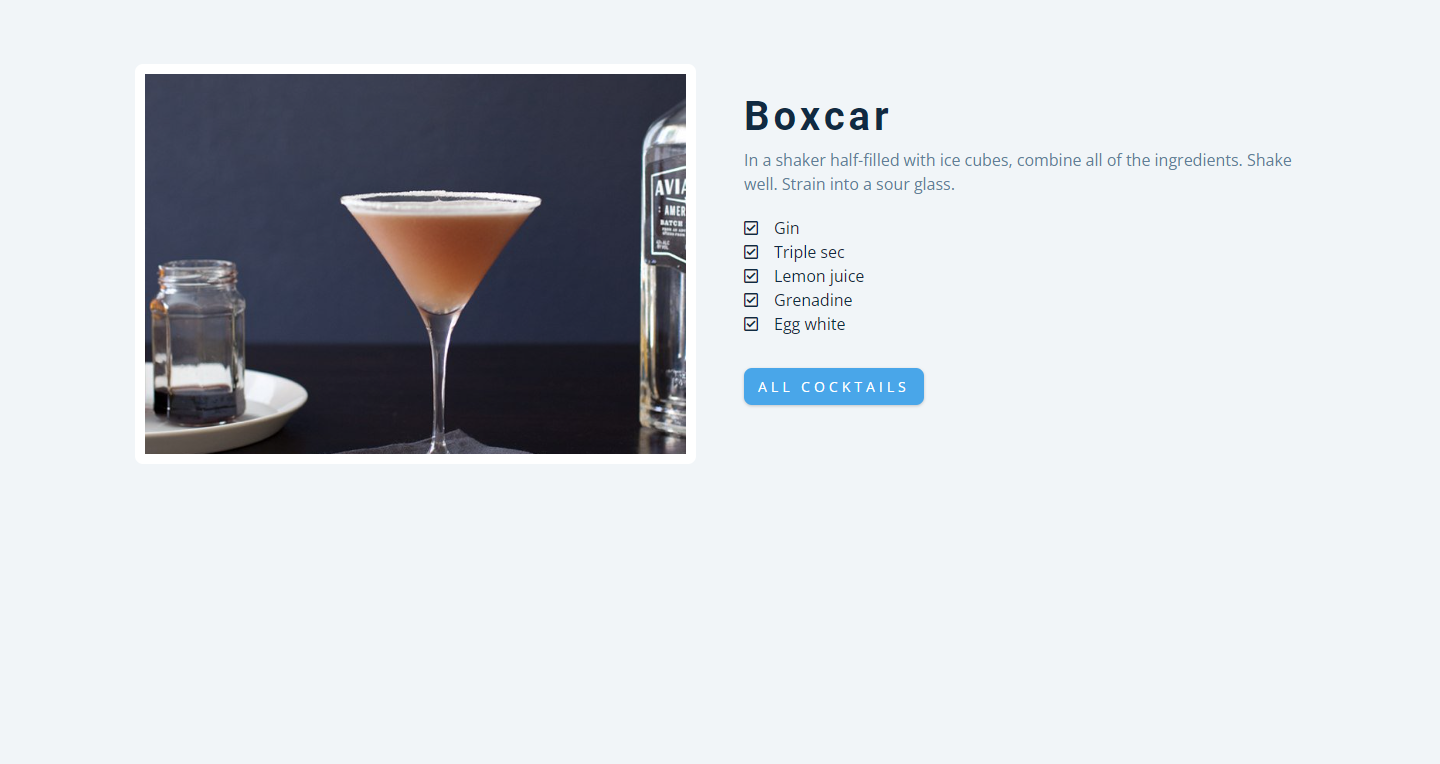 Boxcar
In a shaker half-filled with ice cubes, combine all of the ingredients. Shake
well. Strain into a sour glass.
Gin
Triple sec
Lemon juice
Grenadine
Egg white
ALL COCKTAILS
AVIA
AMER
BATCH